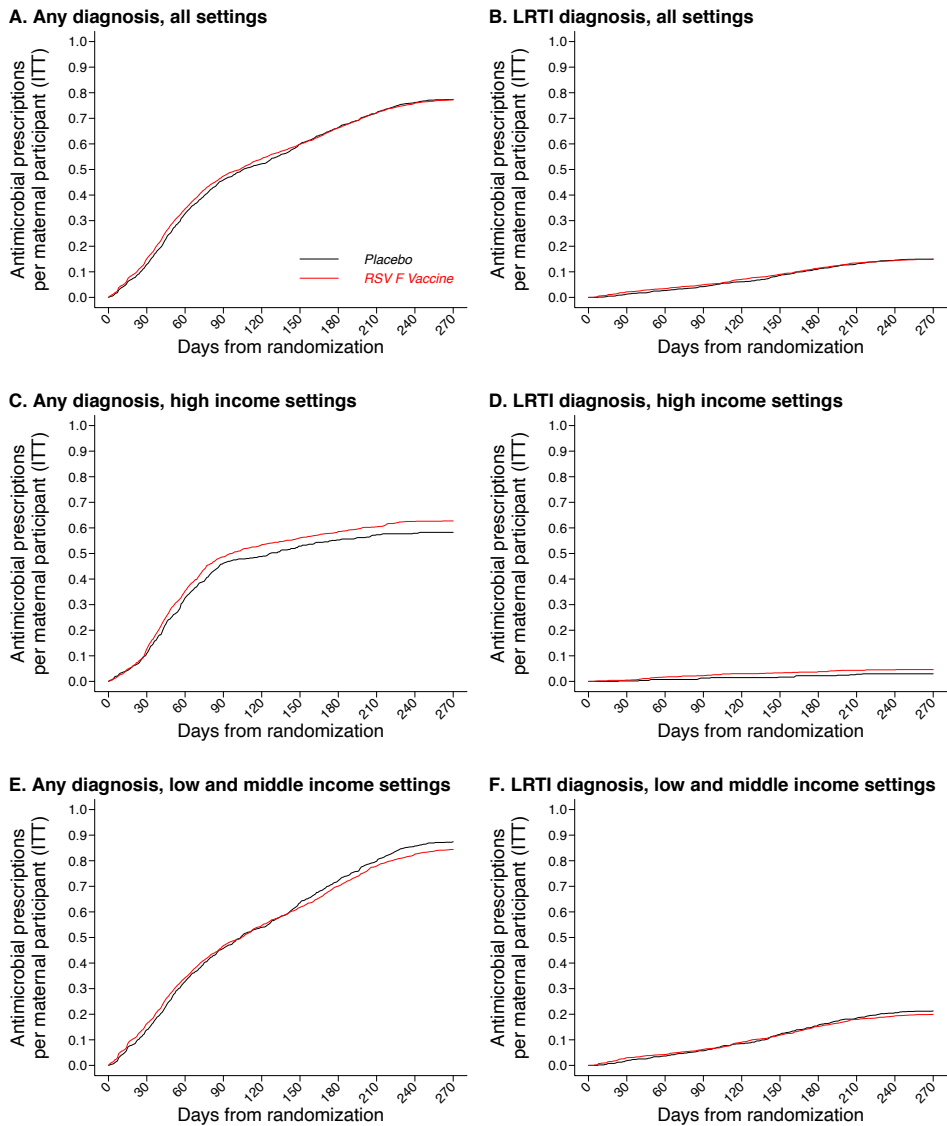 A. Any diagnosis, all settings
Antimicrobial prescriptions
per maternal participant (ITT)
1.0
0.9
0.8
0.7
0.6
0.5
0.4
0.3
0.2
0.1
0.0
Placebo
RSV F Vaccine
0 30 60 90 120 150 180 210 240 270
Days from randomization
B. LRTI diagnosis, all settings
Antimicrobial prescriptions
per maternal participant (ITT)
1.0
0.9
0.8
0.7
0.6
0.5
0.4
0.3
0.2
0.1
0.0
0 30 60 90 120 150 180 210 240 270
Days from randomization
C. Any diagnosis, high income settings
Antimicrobial prescriptions
per maternal participant (ITT)
1.0
0.9
0.8
0.7
0.6
0.5
0.4
0.3
0.2
0.1
0.0
0 30 60 90 120 150 180 210 240 270
Days from randomization
D. LRTI diagnosis, high income settings
Antimicrobial prescriptions
per maternal participant (ITT)
1.0
0.9
0.8
0.7
0.6
0.5
0.4
0.3
0.2
0.1
0.0
0 30 60 90 120 150 180 210 240 270
Days from randomization
E. Any diagnosis, low and middle income settings
Antimicrobial prescriptions
per maternal participant (ITT)
1.0
0.9
0.8
0.7
0.6
0.5
0.4
0.3
0.2
0.1
0.0
0 30 60 90 120 150 180 210 240 270
Days from randomization
F. LRTI diagnosis, low and middle income settings
Antimicrobial prescriptions
per maternal participant (ITT)
1.0
0.9
0.8
0.7
0.6
0.5
0.4
0.3
0.2
0.1
0.0
0 30 60 90 120 150 180 210 240 270
Days from randomization